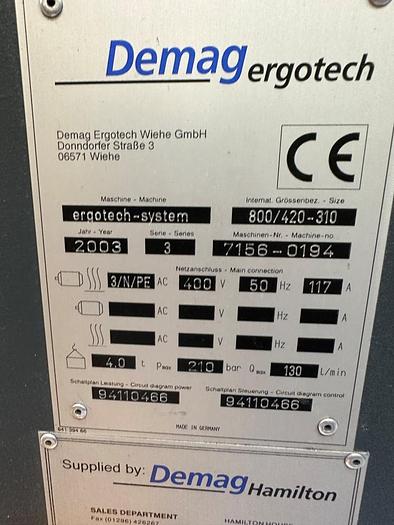 Demag ergotech
Demag Ergotech Wiehe GmbH
Donndorfer Straße 3
06571 Wiehe
CE
Maschine - Machine
Internat. Grössenbez. - Size
ergotech-system
800/420-310
Jahr - Year
Serie - Series
Maschinen-Nr. - Machine-no.
2003
3
7156-0194
Netzanschluss - Main connection
3/N/PE AC 400 V 50 Hz 117 A
AC V Hz A
AC V Hz A
4.0 t pmax 210 bar Qmax 130 L/min
Schaltplan Leistung - Circuit diagram power
Schaltplan Steuerung - Circuit diagram control
94110466
94110466
MADE IN GERMANY
Supplied by: Demag Hamilton
SALES DEPARTMENT
HAMILTON HOUSE